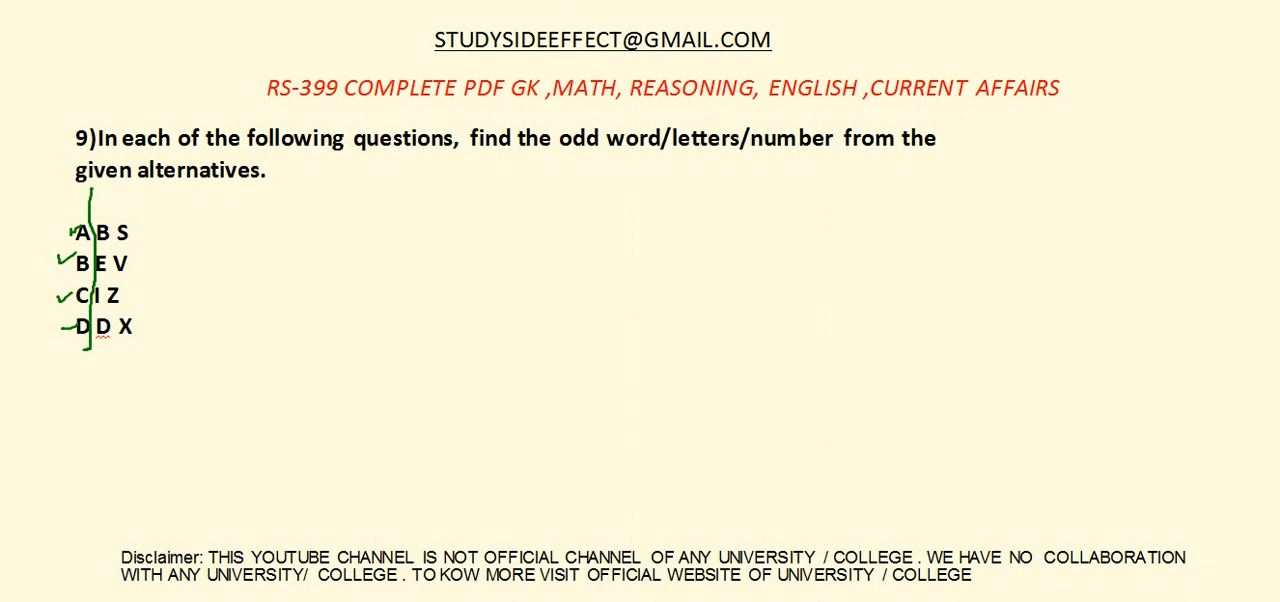 STUDYSIDEEFFECT@GMAIL.COM
RS-399 COMPLETE PDF GK ,MATH, REASONING, ENGLISH ,CURRENT AFFAIRS
9)In each of the following questions, find the odd word/letters/number from the
given alternatives.
A B S
B E V
C I Z
D D X
Disclaimer: THIS YOUTUBE CHANNEL IS NOT OFFICIAL CHANNEL OF ANY UNIVERSITY / COLLEGE . WE HAVE NO COLLABORATION
WITH ANY UNIVERSITY/ COLLEGE . TO KOW MORE VISIT OFFICIAL WEBSITE OF UNIVERSITY / COLLEGE